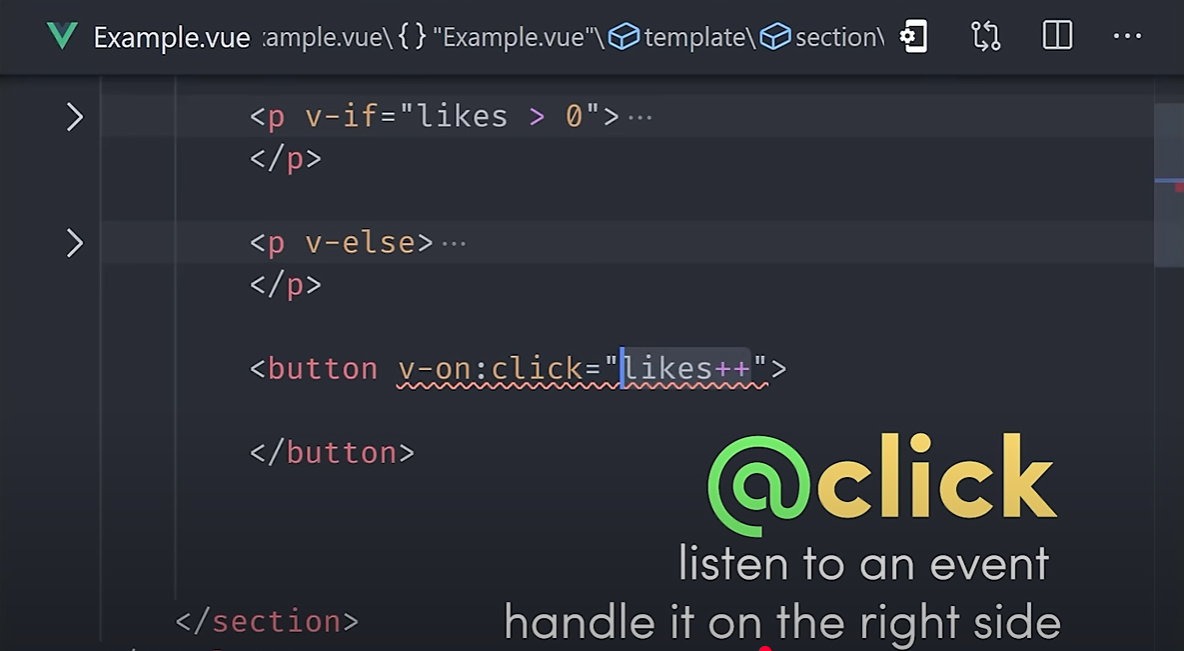 Example.vue :ample.vue\ {} "Example.vue"\ template\ section\ ...
<p v-if="likes > 0">...
</p>
<p v-else>...
</p>
<button v-on:click="likes++">
</button>
@click
listen to an event
handle it on the right side
</section>